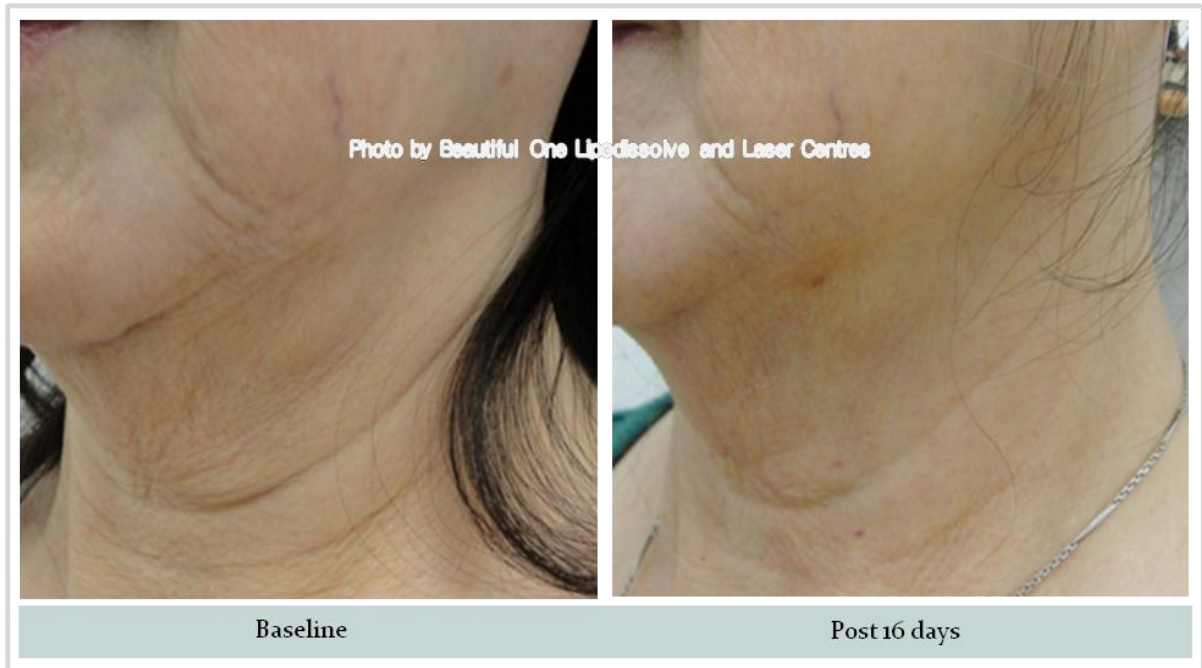 Photo by Beautiful One Lipodissolve and Laser Centres
Baseline
Post 16 days